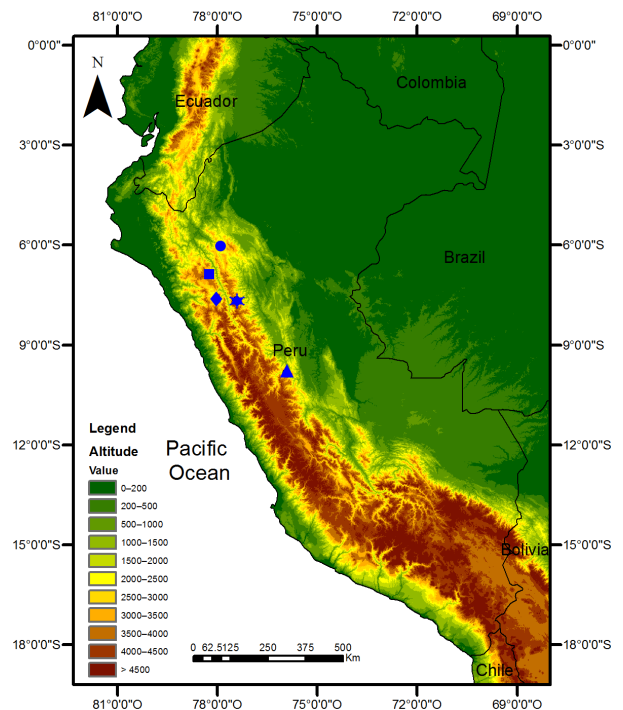 81°0'0"O 78°0'0"O 75°0'0"O 72°0'0"O 69°0'0"O
0°0'0" 0°0'0"
N
Colombia
Ecuador
3°0'0"S 3°0'0"S
6°0'0"S 6°0'0"S
Brazil
9°0'0"S 9°0'0"S
Peru
12°0'0"S 12°0'0"S
Pacific
Ocean
Legend
Altitude
Value
0–200
200–500
500–1000
1000–1500
1500–2000
2000–2500
2500–3000
3000–3500
3500–4000
4000–4500
> 4500
15°0'0"S 15°0'0"S
Bolivia
18°0'0"S 18°0'0"S
0 62.5125 250 375 500
Km
Chile
81°0'0"O 78°0'0"O 75°0'0"O 72°0'0"O 69°0'0"O